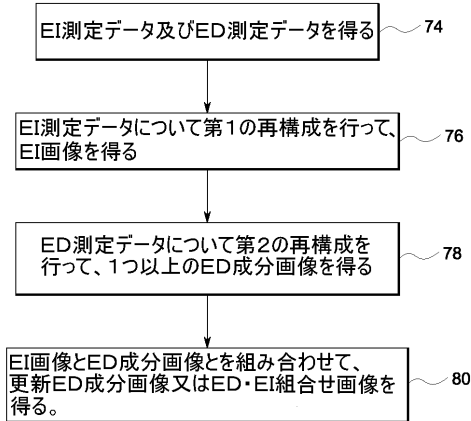 EI測定データ及びED測定データを得る
74
EI測定データについて第1の再構成を行って、
EI画像を得る
76
ED測定データについて第2の再構成を
行って、1つ以上のED成分画像を得る
78
EI画像とED成分画像とを組み合わせて、
更新ED成分画像又はED・EI組合せ画像を
得る。
80